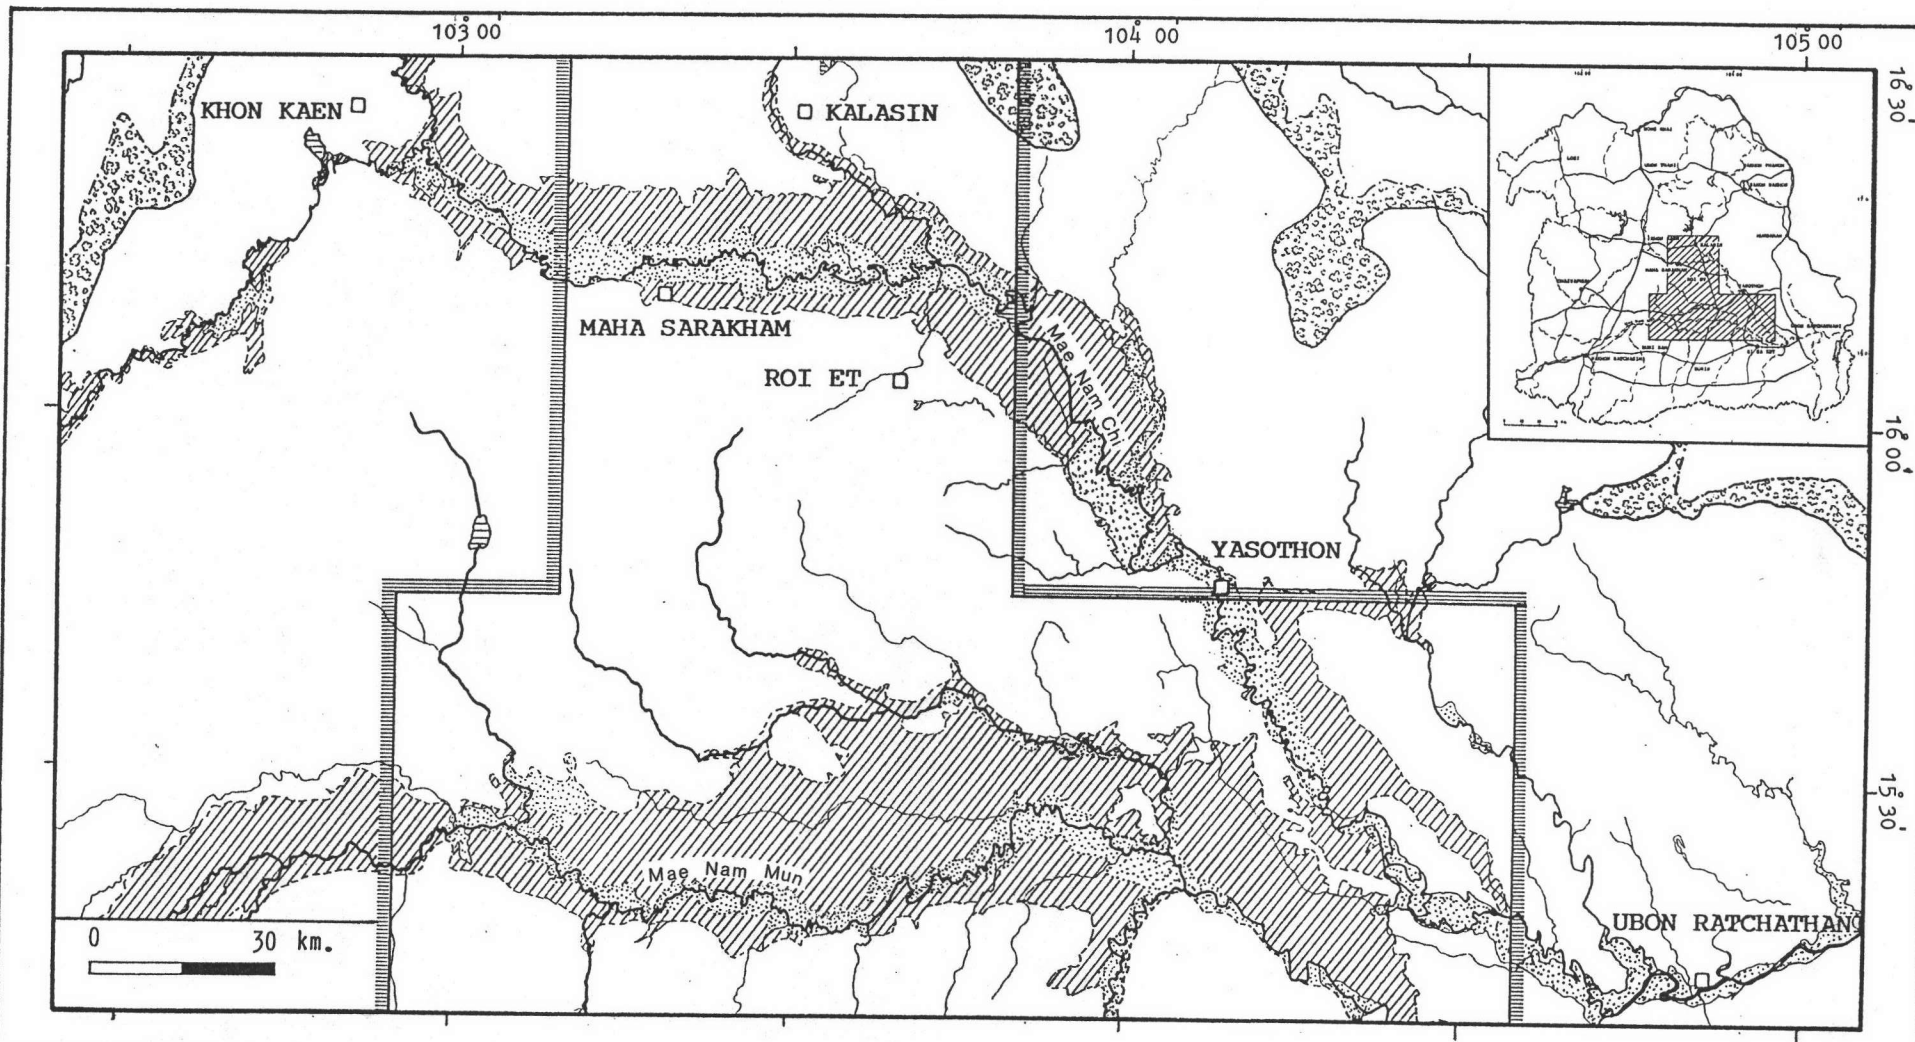 103°00'
104°00'
105°00'
16°30'
KHON KAEN
KALASIN
MAHA SARAKHAM
ROI ET
Mae Nam Chi
16°00'
YASOTHON
15°30'
Mae Nam Mun
UBON RATCHATHANO
0 30 km.